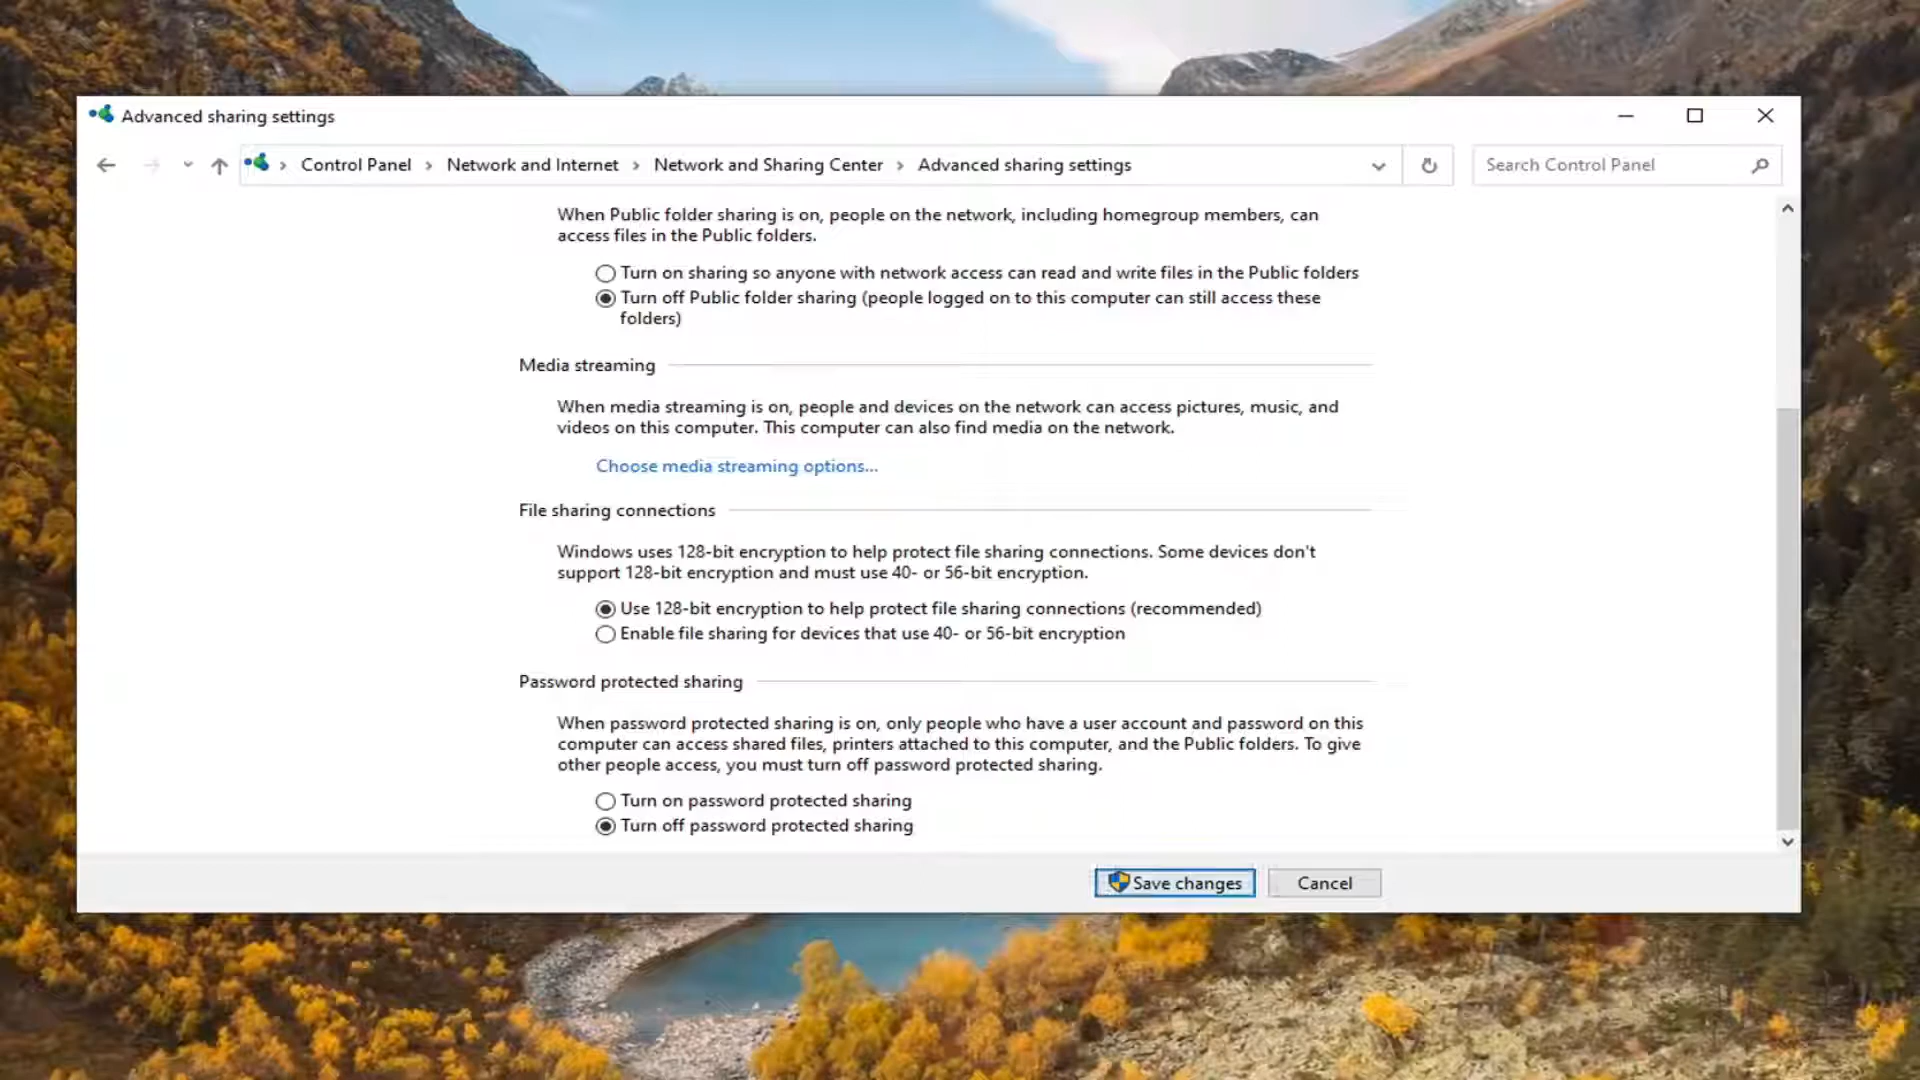 Advanced sharing settings
Control Panel
Network and Internet
Network and Sharing Center
Advanced sharing settings
Search Control Panel
When Public folder sharing is on, people on the network, including homegroup members, can
access files in the Public folders.
Turn on sharing so anyone with network access can read and write files in the Public folders
Turn off Public folder sharing (people logged on to this computer can still access these
folders)
Media streaming
When media streaming is on, people and devices on the network can access pictures, music, and
videos on this computer. This computer can also find media on the network.
Choose media streaming options...
File sharing connections
Windows uses 128-bit encryption to help protect file sharing connections. Some devices don't
support 128-bit encryption and must use 40- or 56-bit encryption.
Use 128-bit encryption to help protect file sharing connections (recommended)
Enable file sharing for devices that use 40- or 56-bit encryption
Password protected sharing
When password protected sharing is on, only people who have a user account and password on this
computer can access shared files, printers attached to this computer, and the Public folders. To give
other people access, you must turn off password protected sharing.
Turn on password protected sharing
Turn off password protected sharing
Save changes
Cancel